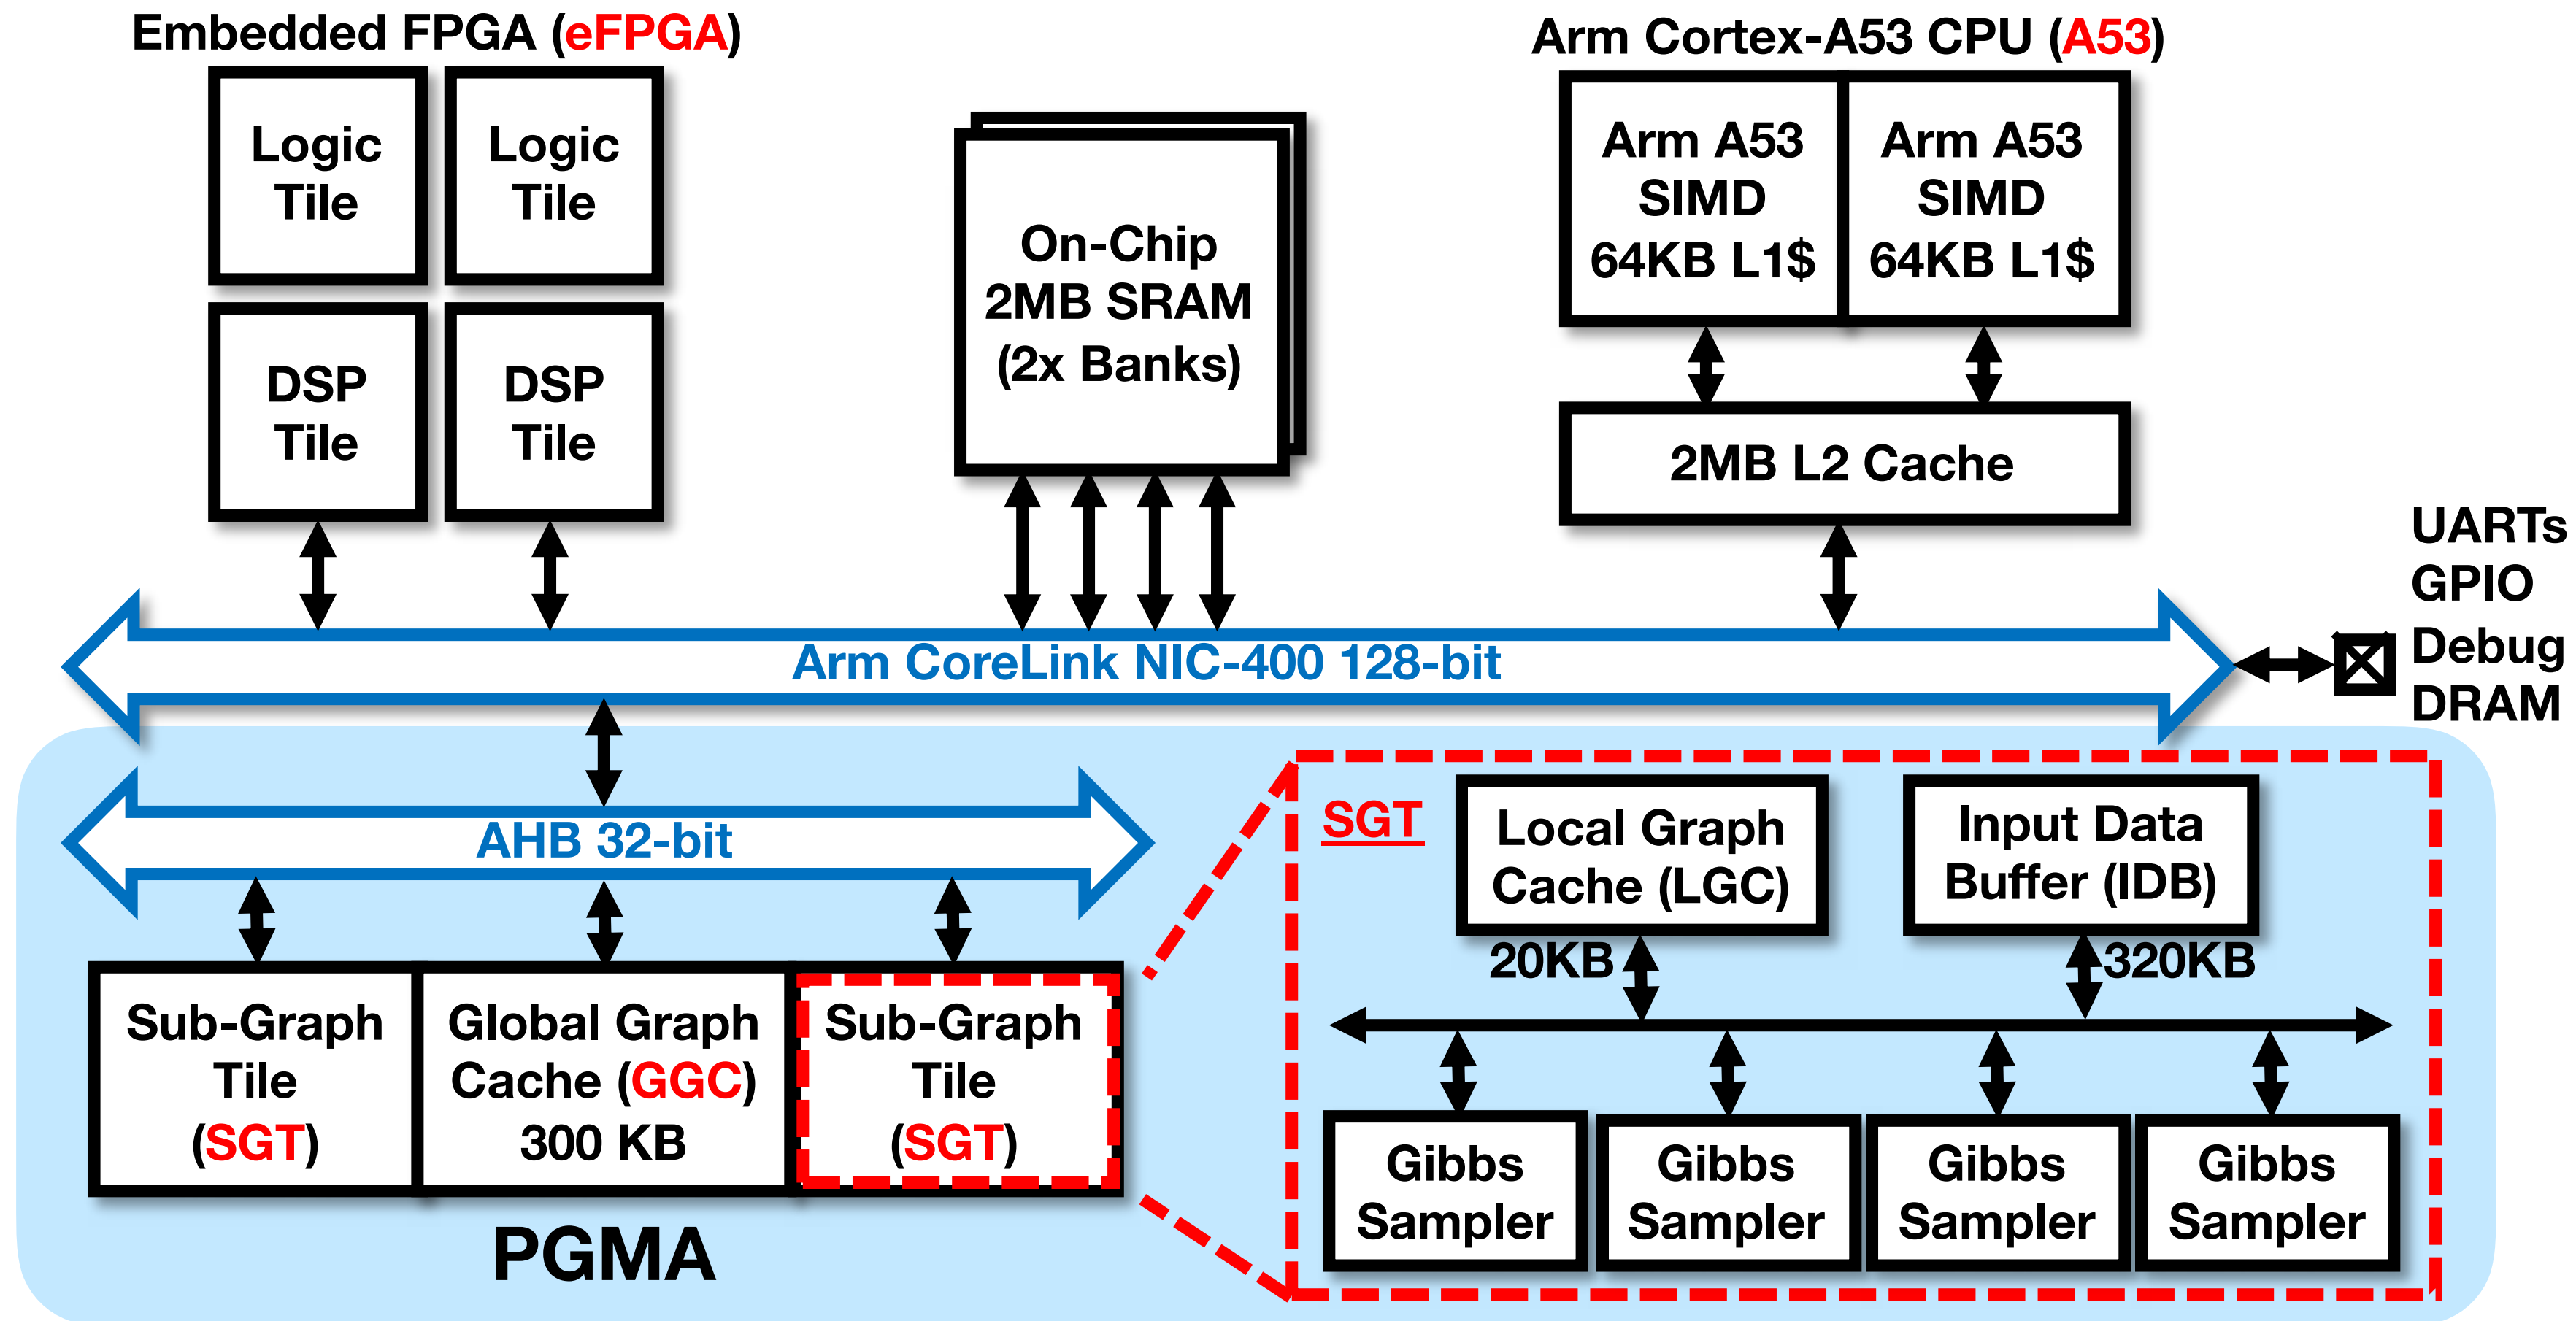 Embedded FPGA (eFPGA)
Logic
Tile
Logic
Tile
DSP
Tile
DSP
Tile
On-Chip
2MB SRAM
(2x Banks)
Arm Cortex-A53 CPU (A53)
Arm A53
SIMD
64KB L1$
Arm A53
SIMD
64KB L1$
2MB L2 Cache
UARTs
GPIO
Debug
DRAM
Arm CoreLink NIC-400 128-bit
AHB 32-bit
Sub-Graph
Tile
(SGT)
Global Graph
Cache (GGC)
300 KB
Sub-Graph
Tile
(SGT)
PGMA
SGT
Local Graph
Cache (LGC)
Input Data
Buffer (IDB)
20KB
320KB
Gibbs
Sampler
Gibbs
Sampler
Gibbs
Sampler
Gibbs
Sampler